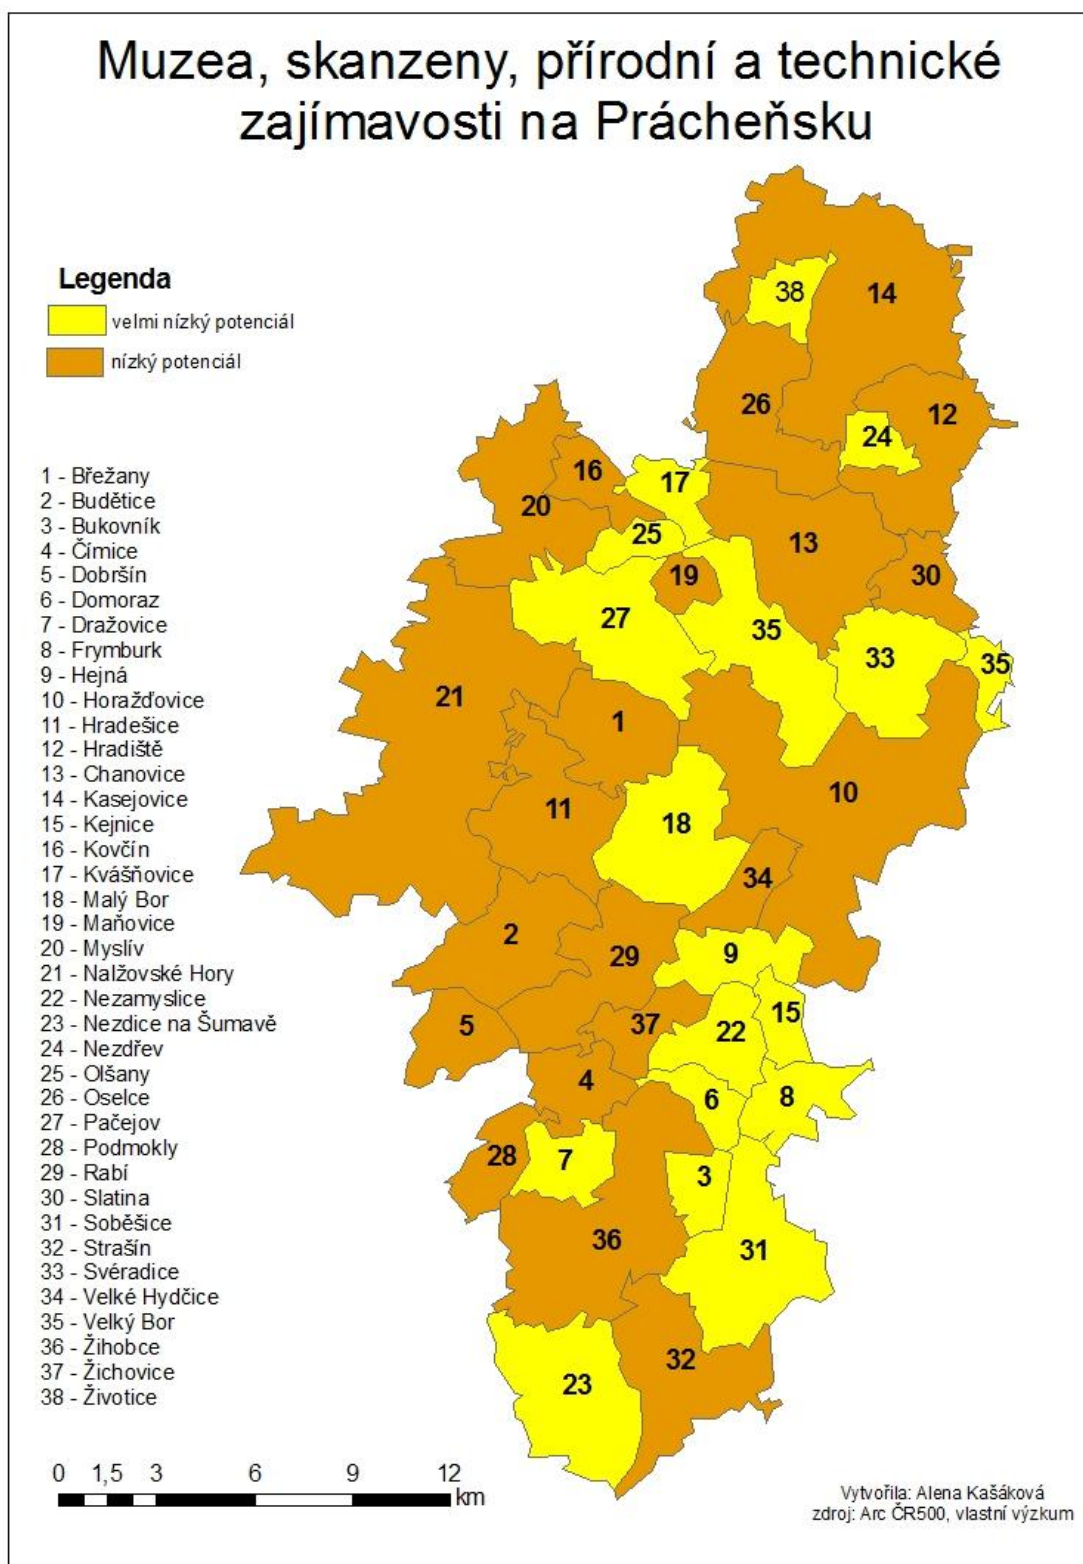 Muzea, skanzeny, přírodní a technické
zajímavosti na Prácheňsku
Legenda
velmi nízký potenciál
nízký potenciál
1 - Břežany
2 - Budětice
3 - Bukovník
4 - Čímice
5 - Dobršín
6 - Domoraz
7 - Dražovice
8 - Frymburk
9 - Hejná
10 - Horažďovice
11 - Hradešice
12 - Hradiště
13 - Chanovice
14 - Kasejovice
15 - Kejnice
16 - Kovčín
17 - Kvášňovice
18 - Malý Bor
19 - Maňovice
20 - Myslív
21 - Nalžovské Hory
22 - Nezamyslice
23 - Nezdice na Šumavě
24 - Nezdřev
25 - Olšany
26 - Oselce
27 - Pačejov
28 - Podmokly
29 - Rabí
30 - Slatina
31 - Soběšice
32 - Strašín
33 - Svéradice
34 - Velké Hydčice
35 - Velký Bor
36 - Žihobce
37 - Žichovice
38 - Životice
38
14
26
12
24
16
17
20
25
13
19
30
27
35
33
35
21
1
10
11
18
34
2
9
29
15
5
37
22
4
6
8
28
7
3
36
31
32
23
0 1,5 3 6 9 12
km
Vytvořila: Alena Kašáková
zdroj: Arc ČR500, vlastní výzkum